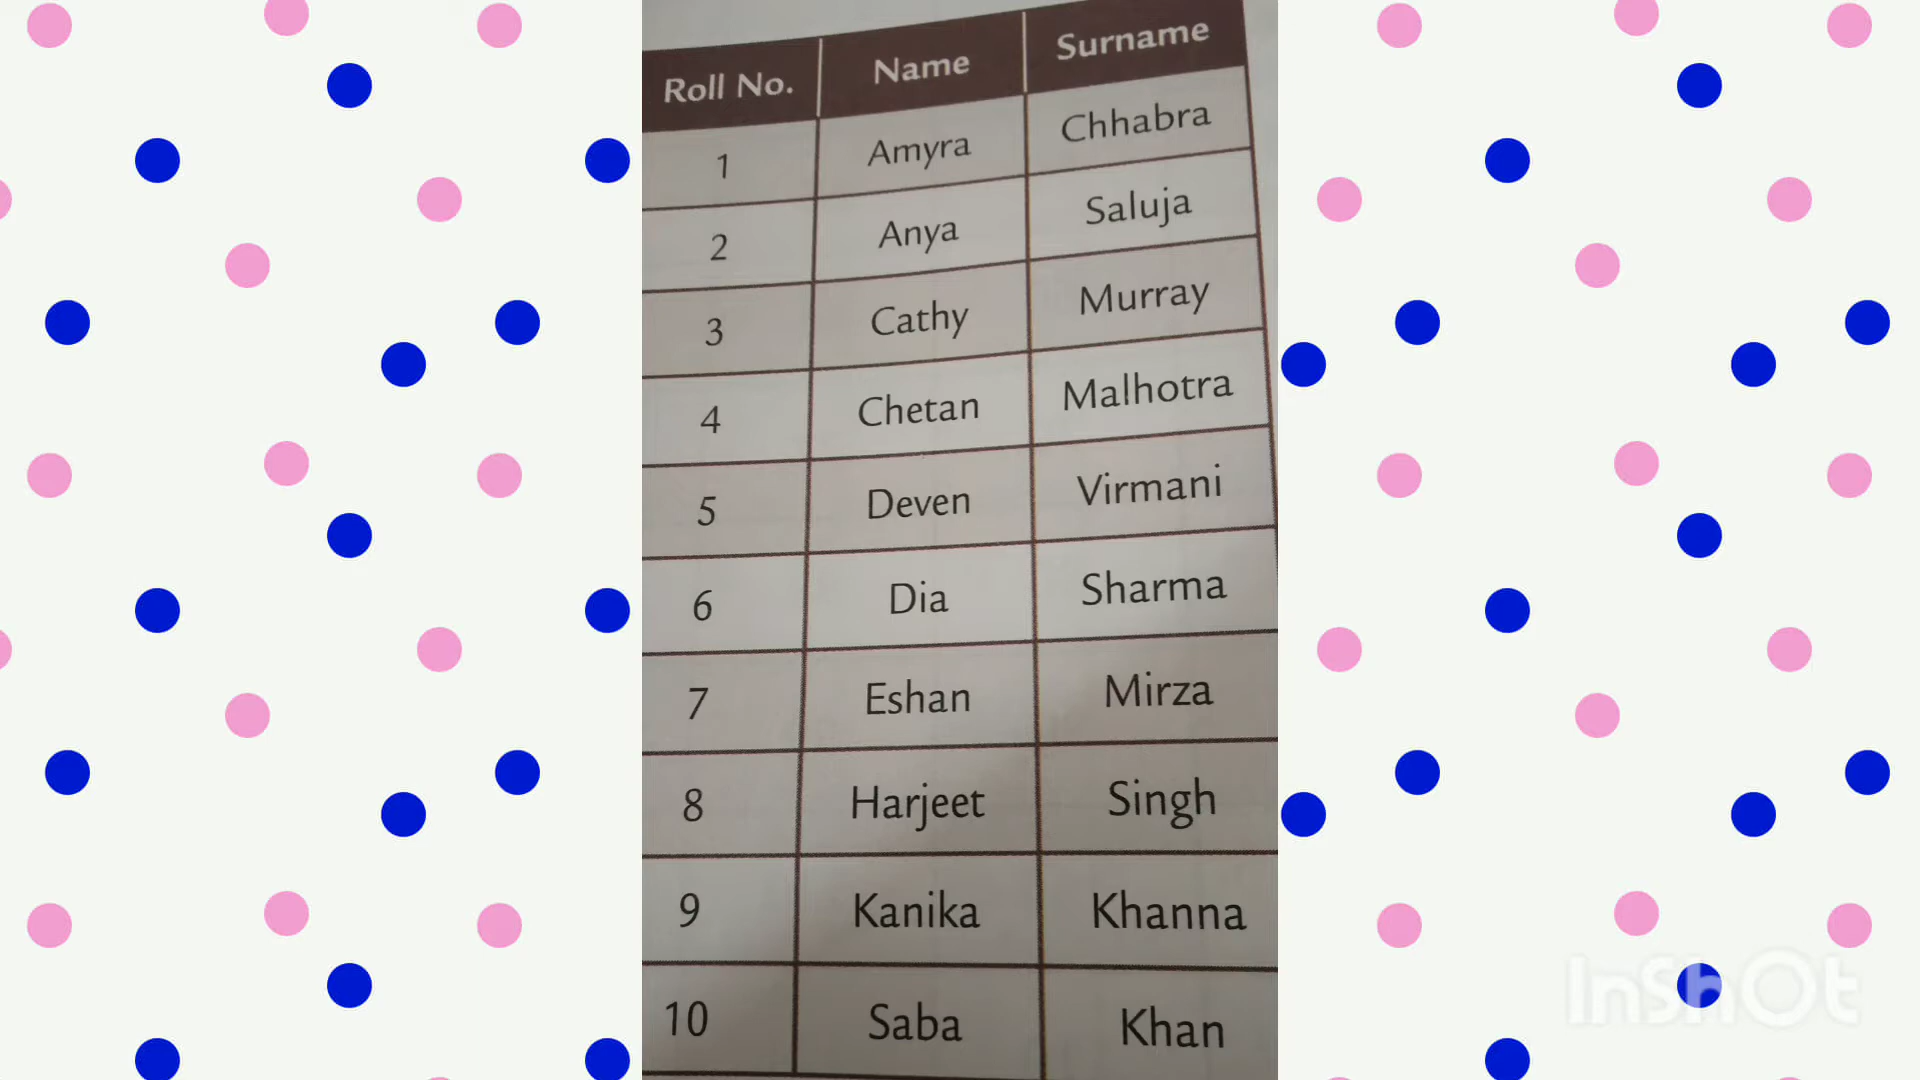 Roll No. Name Surname
1 Amyra Chhabra
2 Anya Saluja
3 Cathy Murray
4 Chetan Malhotra
5 Deven Virmani
6 Dia Sharma
7 Eshan Mirza
8 Harjeet Singh
9 Kanika Khanna
10 Saba Khan
InShOt